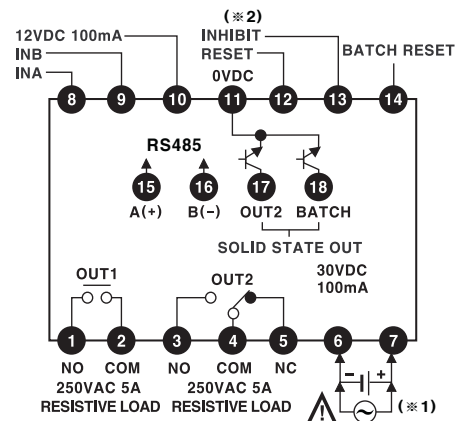 (※2)
12VDC 100mA INHIBIT
INB RESET BATCH RESET
INA 0VDC
8 9 10 11 12 13 14
RS485
15 16 17 18
A(+) B(-) OUT2 BATCH
SOLID STATE OUT
30VDC
100mA
OUT1 OUT2
1 2 3 4 5 6 7
NO COM NO COM NC - +
250VAC 5A 250VAC 5A (※1)
RESISTIVE LOAD RESISTIVE LOAD !